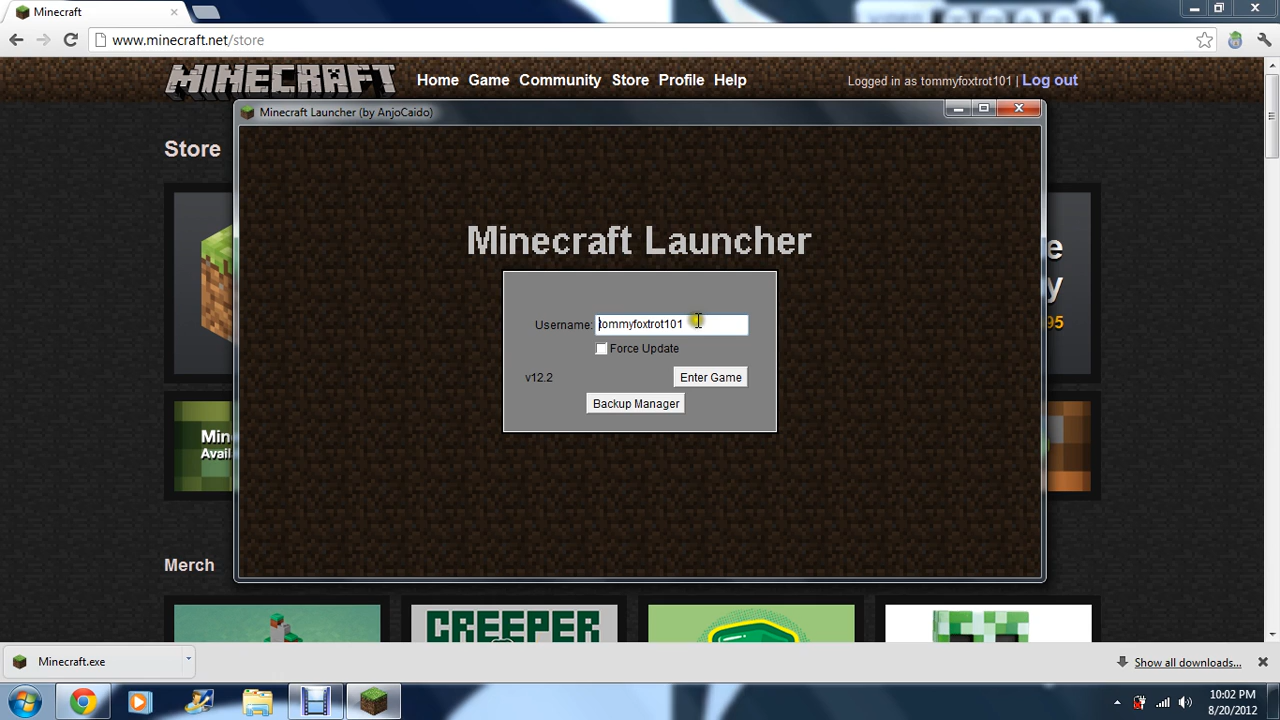 Minecraft
www.minecraft.net/store
MINECRAFT
Home Game Community Store Profile Help
Logged in as tommyfoxtrot101 | Log out
Minecraft Launcher (by AnjoCaido)
Store
Minecraft Launcher
Username: tommyfoxtrot101
Force Update
v12.2
Enter Game
Backup Manager
95
Merch
CREEPER
Minecraft.exe
Show all downloads...
10:02 PM
8/20/2012